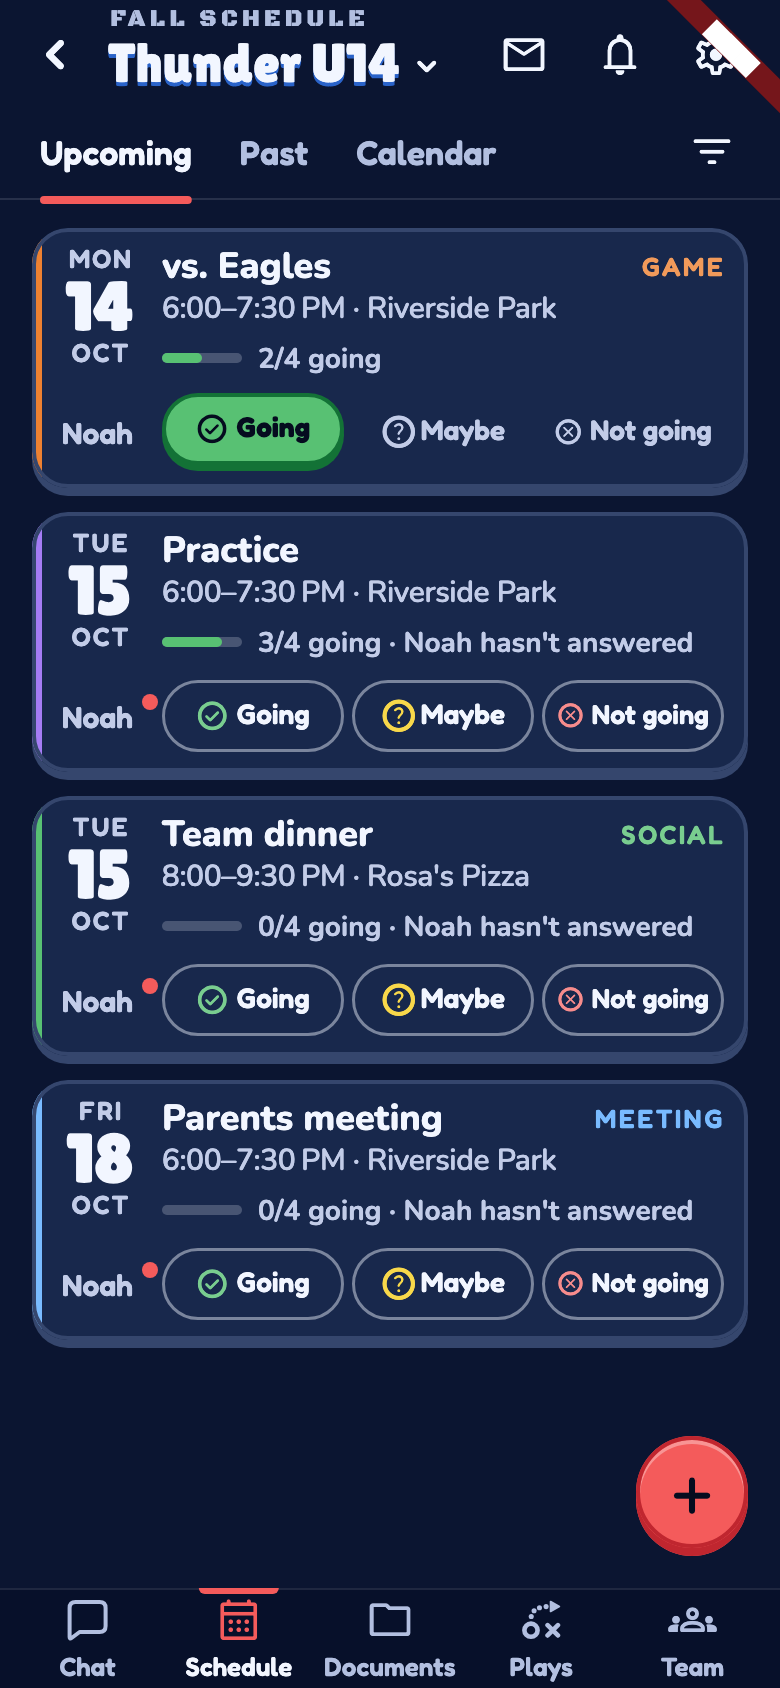 FALL SCHEDULE
Thunder U14
Upcoming Past Calendar
MON
14
OCT
vs. Eagles
GAME
6:00–7:30 PM · Riverside Park
2/4 going
Noah
Going
Maybe
Not going
TUE
15
OCT
Practice
6:00–7:30 PM · Riverside Park
3/4 going · Noah hasn't answered
Noah
Going
Maybe
Not going
TUE
15
OCT
Team dinner
SOCIAL
8:00–9:30 PM · Rosa's Pizza
0/4 going · Noah hasn't answered
Noah
Going
Maybe
Not going
FRI
18
OCT
Parents meeting
MEETING
6:00–7:30 PM · Riverside Park
0/4 going · Noah hasn't answered
Noah
Going
Maybe
Not going
Chat Schedule Documents Plays Team